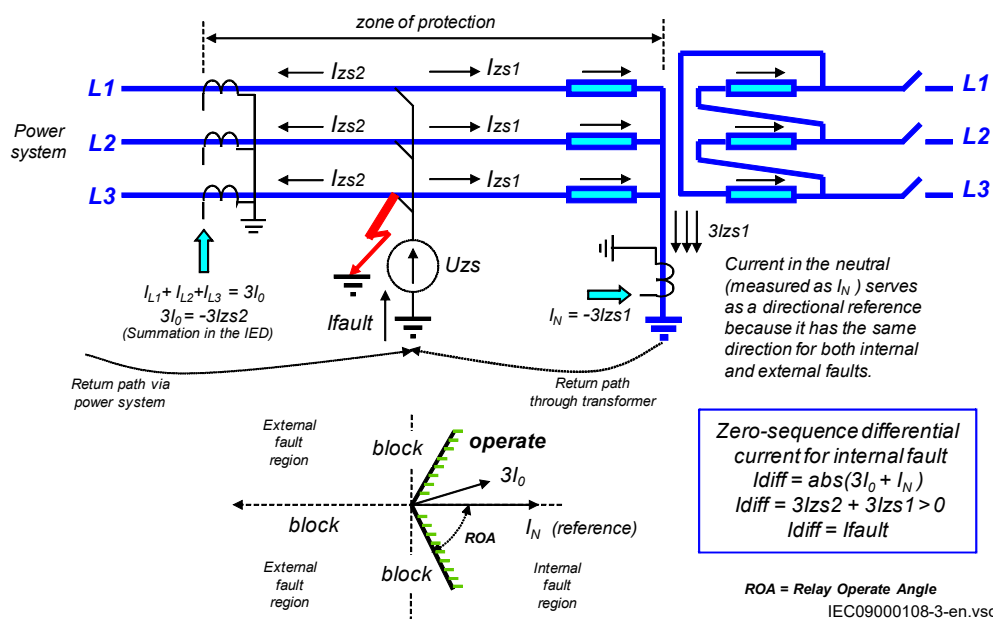 zone of protection
Izs2
Izs1
L1
L1
Izs2
Izs1
Power
system
L2
L2
Izs2
Izs1
L3
L3
Uzs
3Izs1
IL1+ IL2+IL3 = 3I0
3I0 = -3Izs2
(Summation in the IED)
Ifault
IN = -3Izs1
Current in the neutral
(measured as IN ) serves
as a directional reference
because it has the same
direction for both internal
and external faults.
Return path via
power system
Return path
through transformer
External
fault
region
block
operate
3I0
block
ROA
IN (reference)
External
fault
region
block
Internal
fault
region
Zero-sequence differential
current for internal fault
Idiff = abs(3I0 + IN )
Idiff = 3Izs2 + 3Izs1 > 0
Idiff = Ifault
ROA = Relay Operate Angle
IEC09000108-3-en.vsd